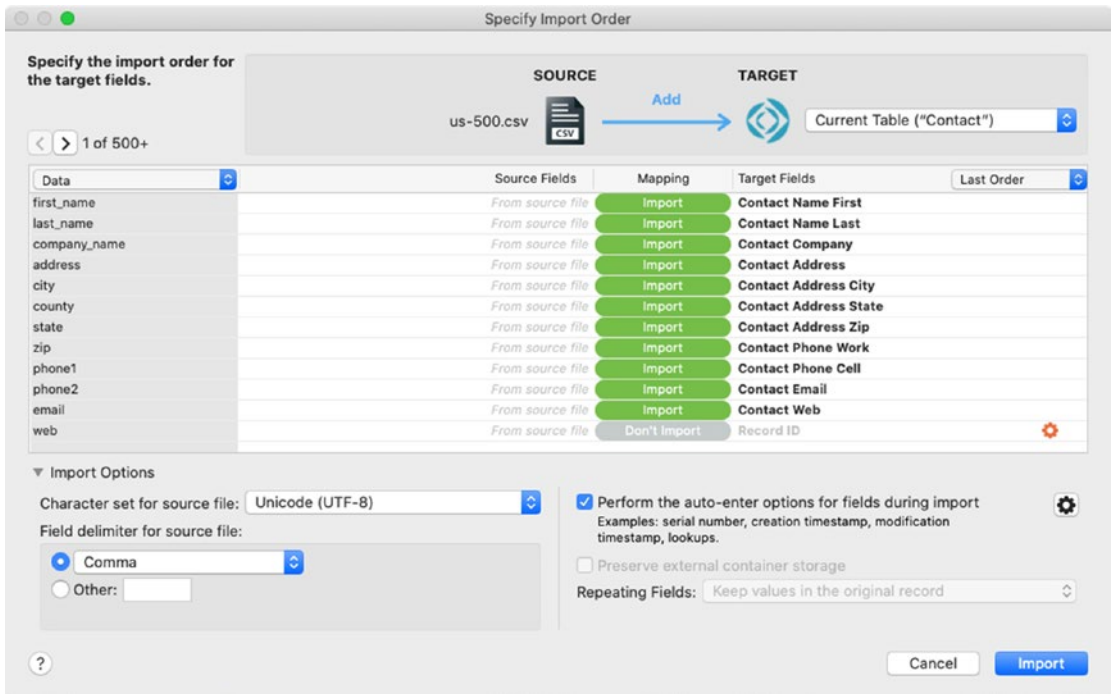 Specify Import Order
Specify the import order for
the target fields.
SOURCE
TARGET
us-500.csv
CSV
Add
Current Table ("Contact")
< > 1 of 500+
Data Source Fields Mapping Target Fields Last Order
first_name From source file Import Contact Name First
last_name From source file Import Contact Name Last
company_name From source file Import Contact Company
address From source file Import Contact Address
city From source file Import Contact Address City
county From source file Import Contact Address State
state From source file Import Contact Address Zip
zip From source file Import Contact Phone Work
phone1 From source file Import Contact Phone Cell
phone2 From source file Import Contact Email
email From source file Import Contact Web
web From source file Don't Import Record ID
Import Options
Character set for source file: Unicode (UTF-8)
Field delimiter for source file:
Comma
Other:
Perform the auto-enter options for fields during import
Examples: serial number, creation timestamp, modification
timestamp, lookups.
Preserve external container storage
Repeating Fields: Keep values in the original record
? Cancel Import